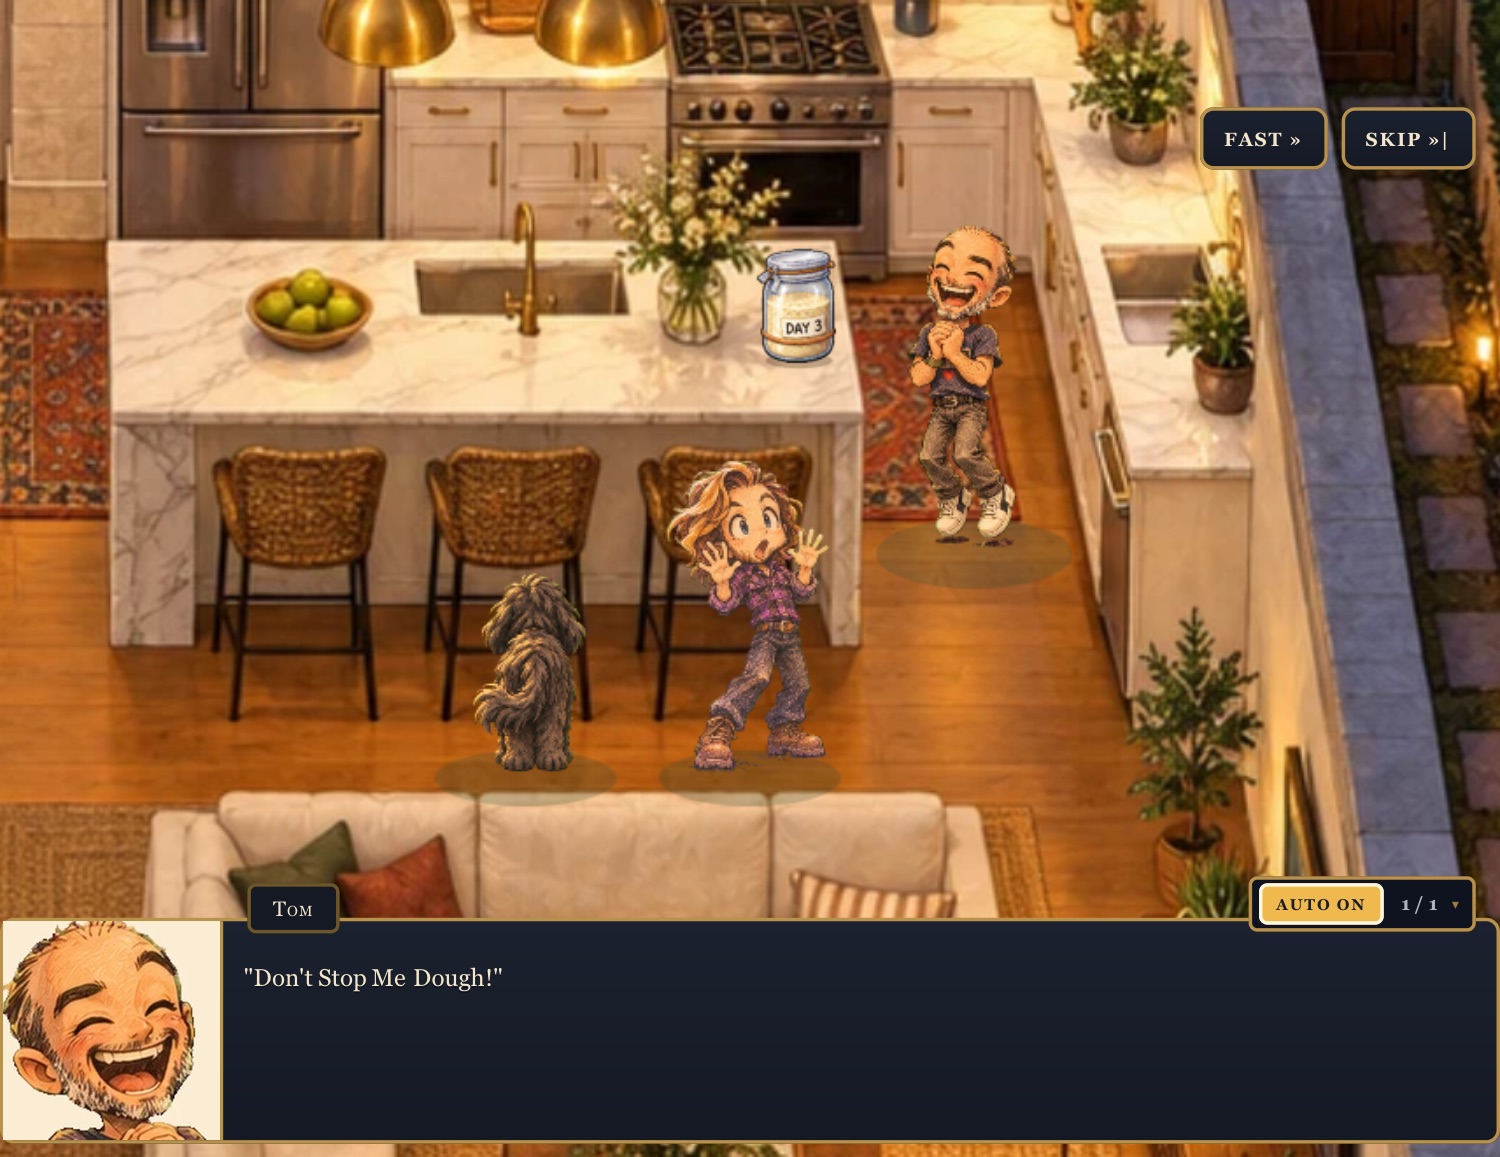 FAST »
SKIP »|
DAY 3
Tom
AUTO ON
1 / 1 ▼
"Don't Stop Me Dough!"